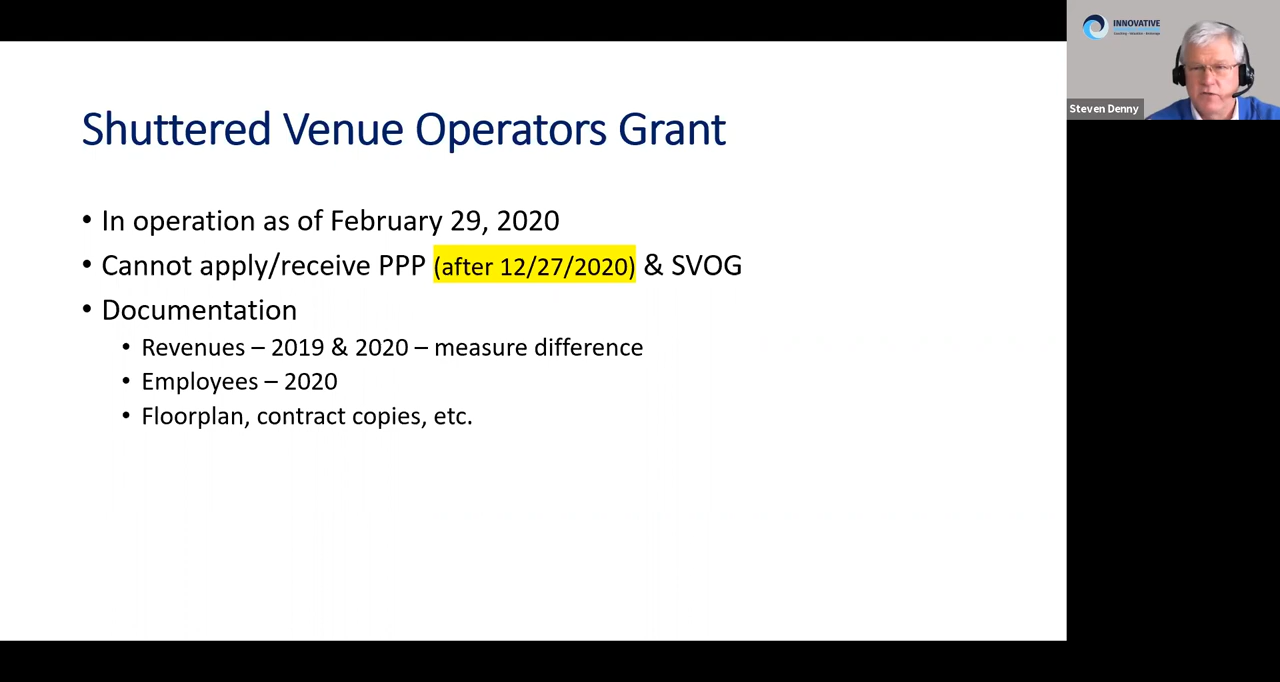 Shuttered Venue Operators Grant
• In operation as of February 29, 2020
• Cannot apply/receive PPP (after 12/27/2020) & SVOG
• Documentation
• Revenues – 2019 & 2020 – measure difference
• Employees – 2020
• Floorplan, contract copies, etc.
INNOVATIVE
Steven Denny